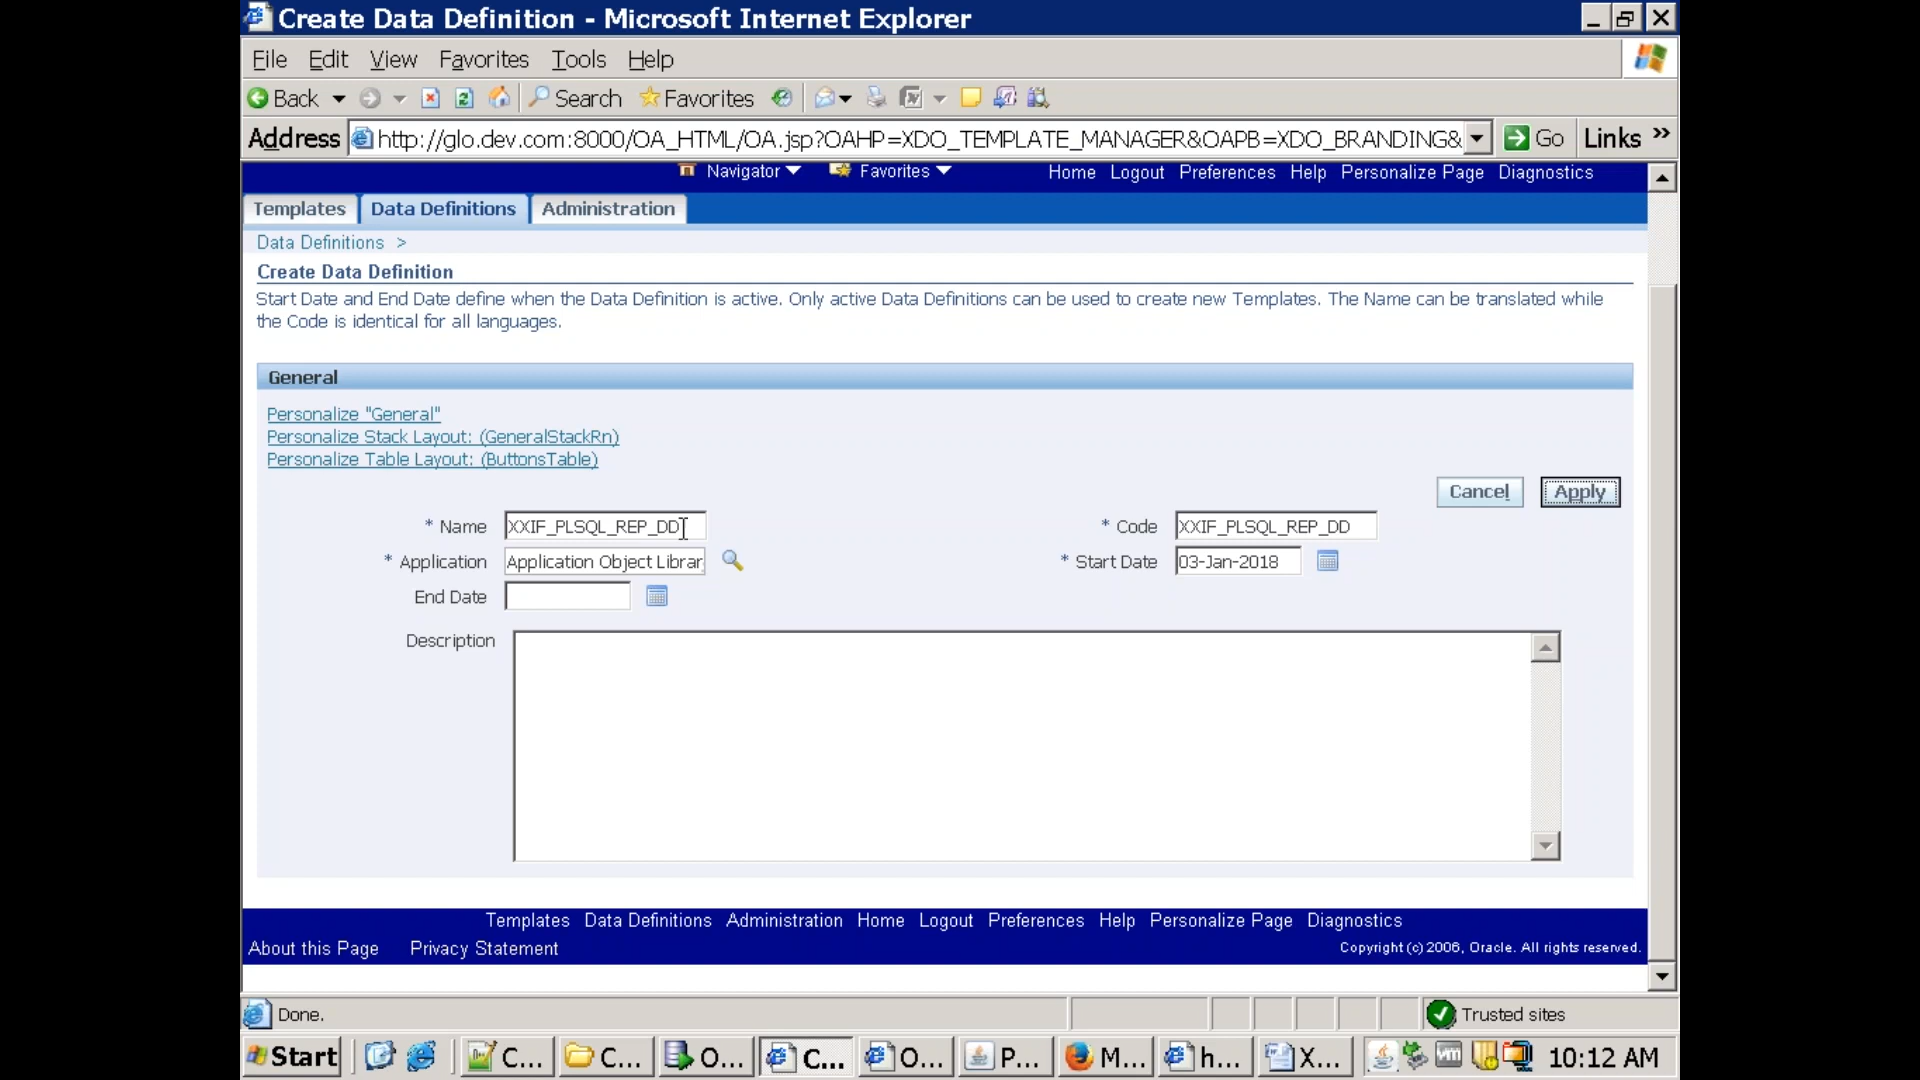 Create Data Definition - Microsoft Internet Explorer
File Edit View Favorites Tools Help
Back Search Favorites
Address http://glo.dev.com:8000/OA_HTML/OA.jsp?OAHP=XDO_TEMPLATE_MANAGER&OAPB=XDO_BRANDING& Go Links »
Navigator Favorites Home Logout Preferences Help Personalize Page Diagnostics
Templates Data Definitions Administration
Data Definitions >
Create Data Definition
Start Date and End Date define when the Data Definition is active. Only active Data Definitions can be used to create new Templates. The Name can be translated while
the Code is identical for all languages.
General
Personalize "General"
Personalize Stack Layout: (GeneralStackRn)
Personalize Table Layout: (ButtonsTable)
Cancel Apply
* Name XXIF_PLSQL_REP_DD * Code XXIF_PLSQL_REP_DD
* Application Application Object Librar * Start Date 03-Jan-2018
End Date
Description
Templates Data Definitions Administration Home Logout Preferences Help Personalize Page Diagnostics
About this Page Privacy Statement Copyright (c) 2006, Oracle. All rights reserved.
Done. Trusted sites
Start C... C... O... C... O... P... M... h... X... 10:12 AM